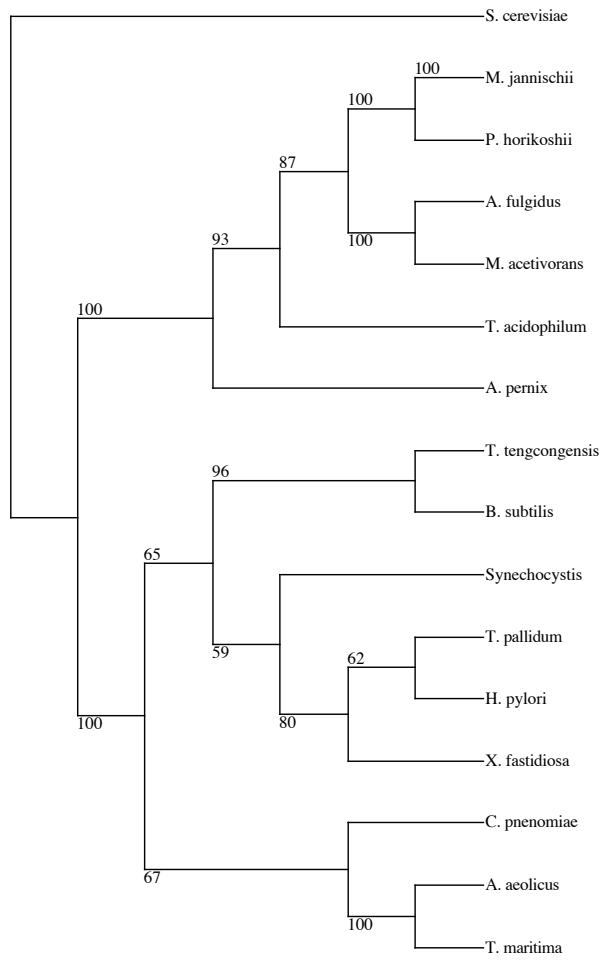 S. cerevisiae
100
M. jannischii
100
P. horikoshii
87
A. fulgidus
100
M. acetivorans
93
100
T. acidophilum
A. pernix
T. tengcongensis
96
B. subtilis
65
Synechocystis
T. pallidum
59
62
H. pylori
100
80
X. fastidiosa
C. pnenomiae
67
A. aeolicus
100
T. maritima